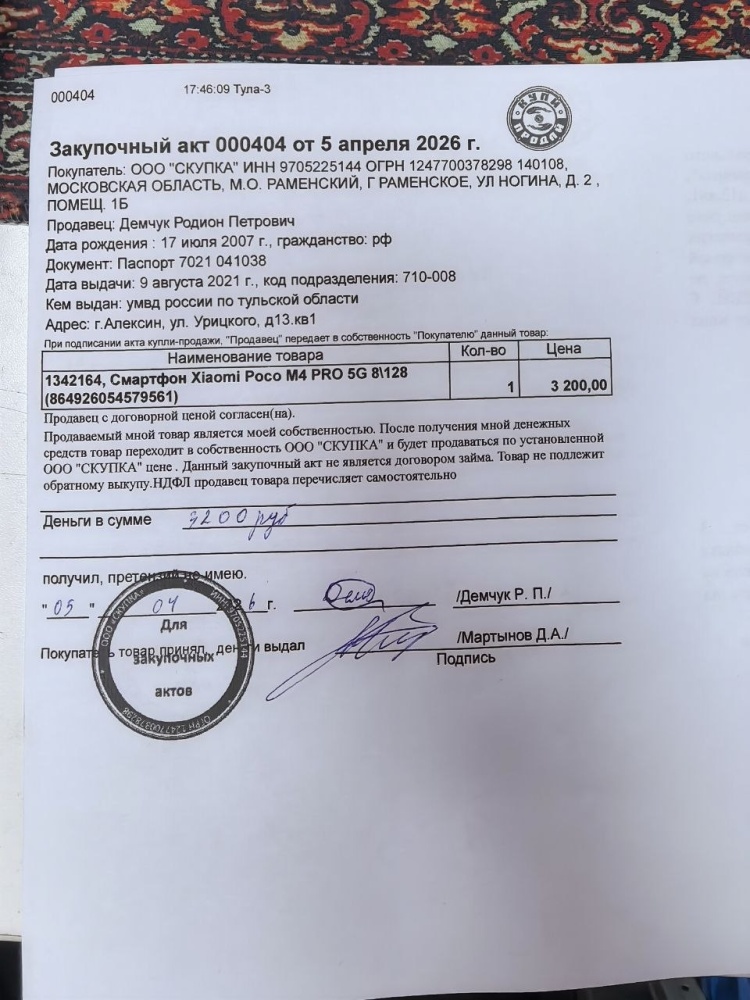 000404
17:46:09 Тула-3
КУПИ ПРОДАЙ
Закупочный акт 000404 от 5 апреля 2026 г.
Покупатель: ООО "СКУПКА" ИНН 9705225144 ОГРН 1247700378298 140108,
МОСКОВСКАЯ ОБЛАСТЬ, М.О. РАМЕНСКИЙ, Г РАМЕНСКОЕ, УЛ НОГИНА, Д. 2 ,
ПОМЕЩ. 1Б
Продавец: Демчук Родион Петрович
Дата рождения : 17 июля 2007 г., гражданство: рф
Документ: Паспорт 7021 041038
Дата выдачи: 9 августа 2021 г., код подразделения: 710-008
Кем выдан: умвд россии по тульской области
Адрес: г.Алексин, ул. Урицкого, д13.кв1
При подписании акта купли-продажи, "Продавец" передает в собственность "Покупателю" данный товар:
Наименование товара Кол-во Цена
1342164, Смартфон Xiaomi Poco M4 PRO 5G 8\128
(864926054579561) 1 3 200,00
Продавец с договорной ценой согласен(на).
Продаваемый мной товар является моей собственностью. После получения мной денежных
средств товар переходит в собственность ООО "СКУПКА" и будет продаваться по установленной
ООО "СКУПКА" цене . Данный закупочный акт не является договором займа. Товар не подлежит
обратному выкупу.НДФЛ продавец товара перечисляет самостоятельно
Деньги в сумме 3200 руб
получил, претензий не имею.
" 05 " 04 2026 г. /Демчук Р. П./
Покупатель товар принял, деньги выдал /Мартынов Д.А./
Подпись
ООО «СКУПКА» ИНН 9705225144
Для
закупочных
актов
ОГРН 1247700378298